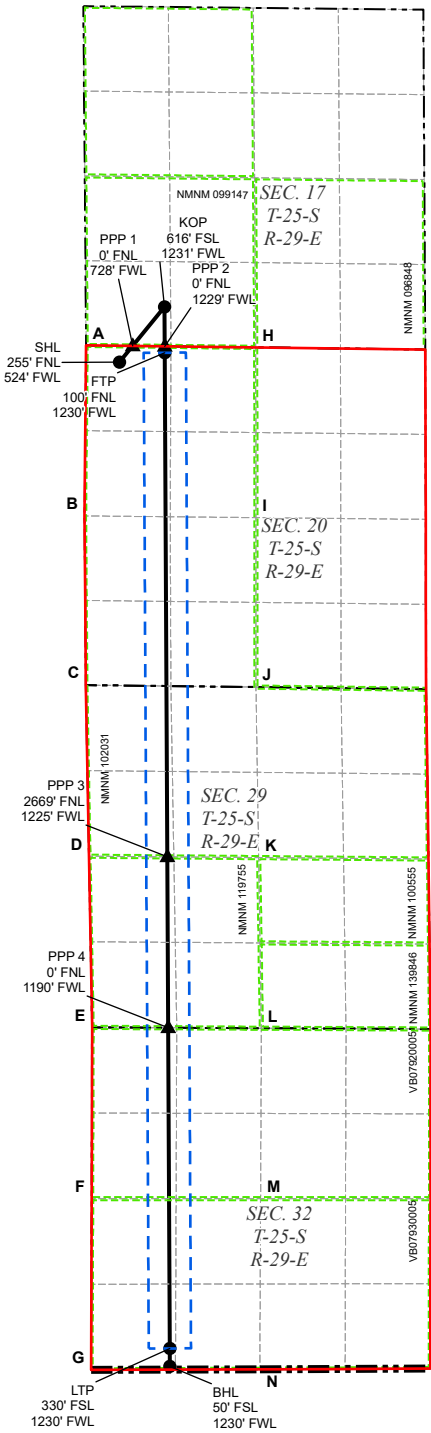 NMNM 099147
SEC. 17
T-25-S
R-29-E
KOP
616' FSL
1231' FWL
PPP 1
0' FNL
728' FWL
PPP 2
0' FNL
1229' FWL
NMNM 096848
SHL
255' FNL
524' FWL
A
H
FTP
100' FNL
1230' FWL
B
I
SEC. 20
T-25-S
R-29-E
C
J
NMNM 102031
PPP 3
2669' FNL
1225' FWL
SEC. 29
T-25-S
R-29-E
D
K
NMNM 119755
NMNM 100555
PPP 4
0' FNL
1190' FWL
NMNM 139846
E
L
VB07920005
F
M
SEC. 32
T-25-S
R-29-E
VB07930005
G
N
LTP
330' FSL
1230' FWL
BHL
50' FSL
1230' FWL